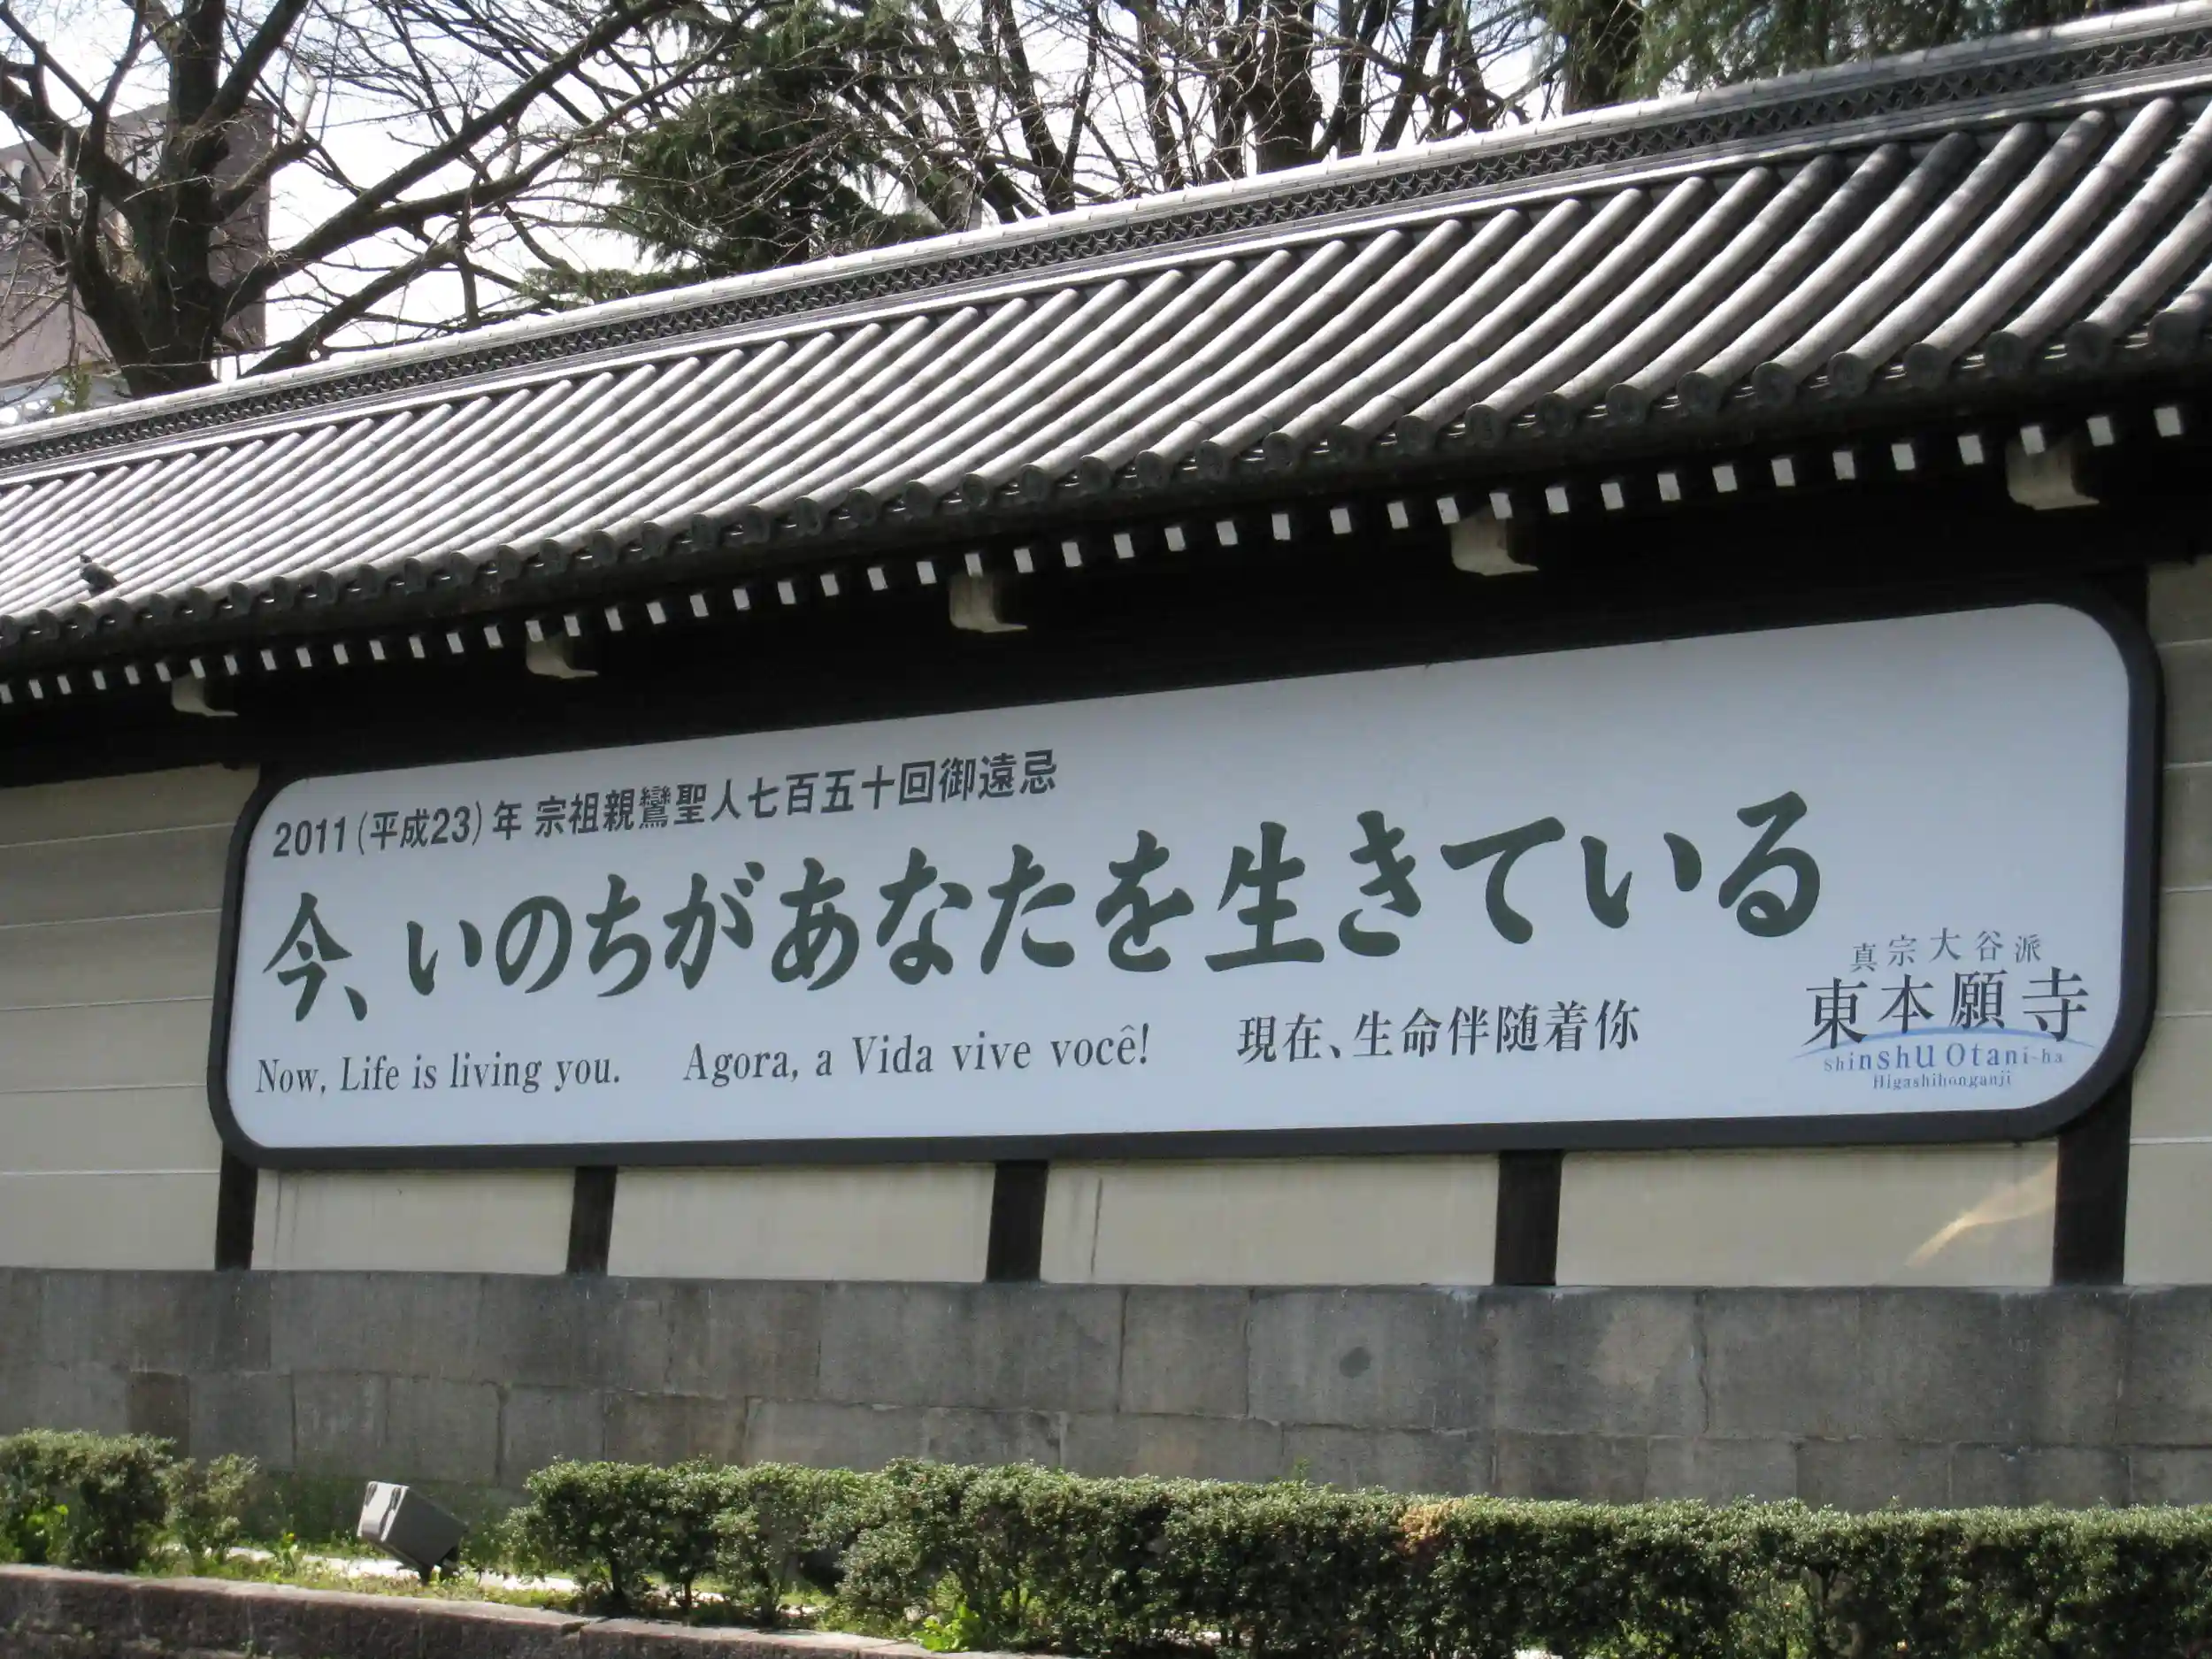 2011(平成23)年 宗祖親鸞聖人七百五十回御遠忌
今、いのちがあなたを生きている
Now, Life is living you. Agora, a Vida vive você! 現在、生命伴随着你
真宗大谷派
東本願寺
shinshu Otani-ha
Higashihonganji